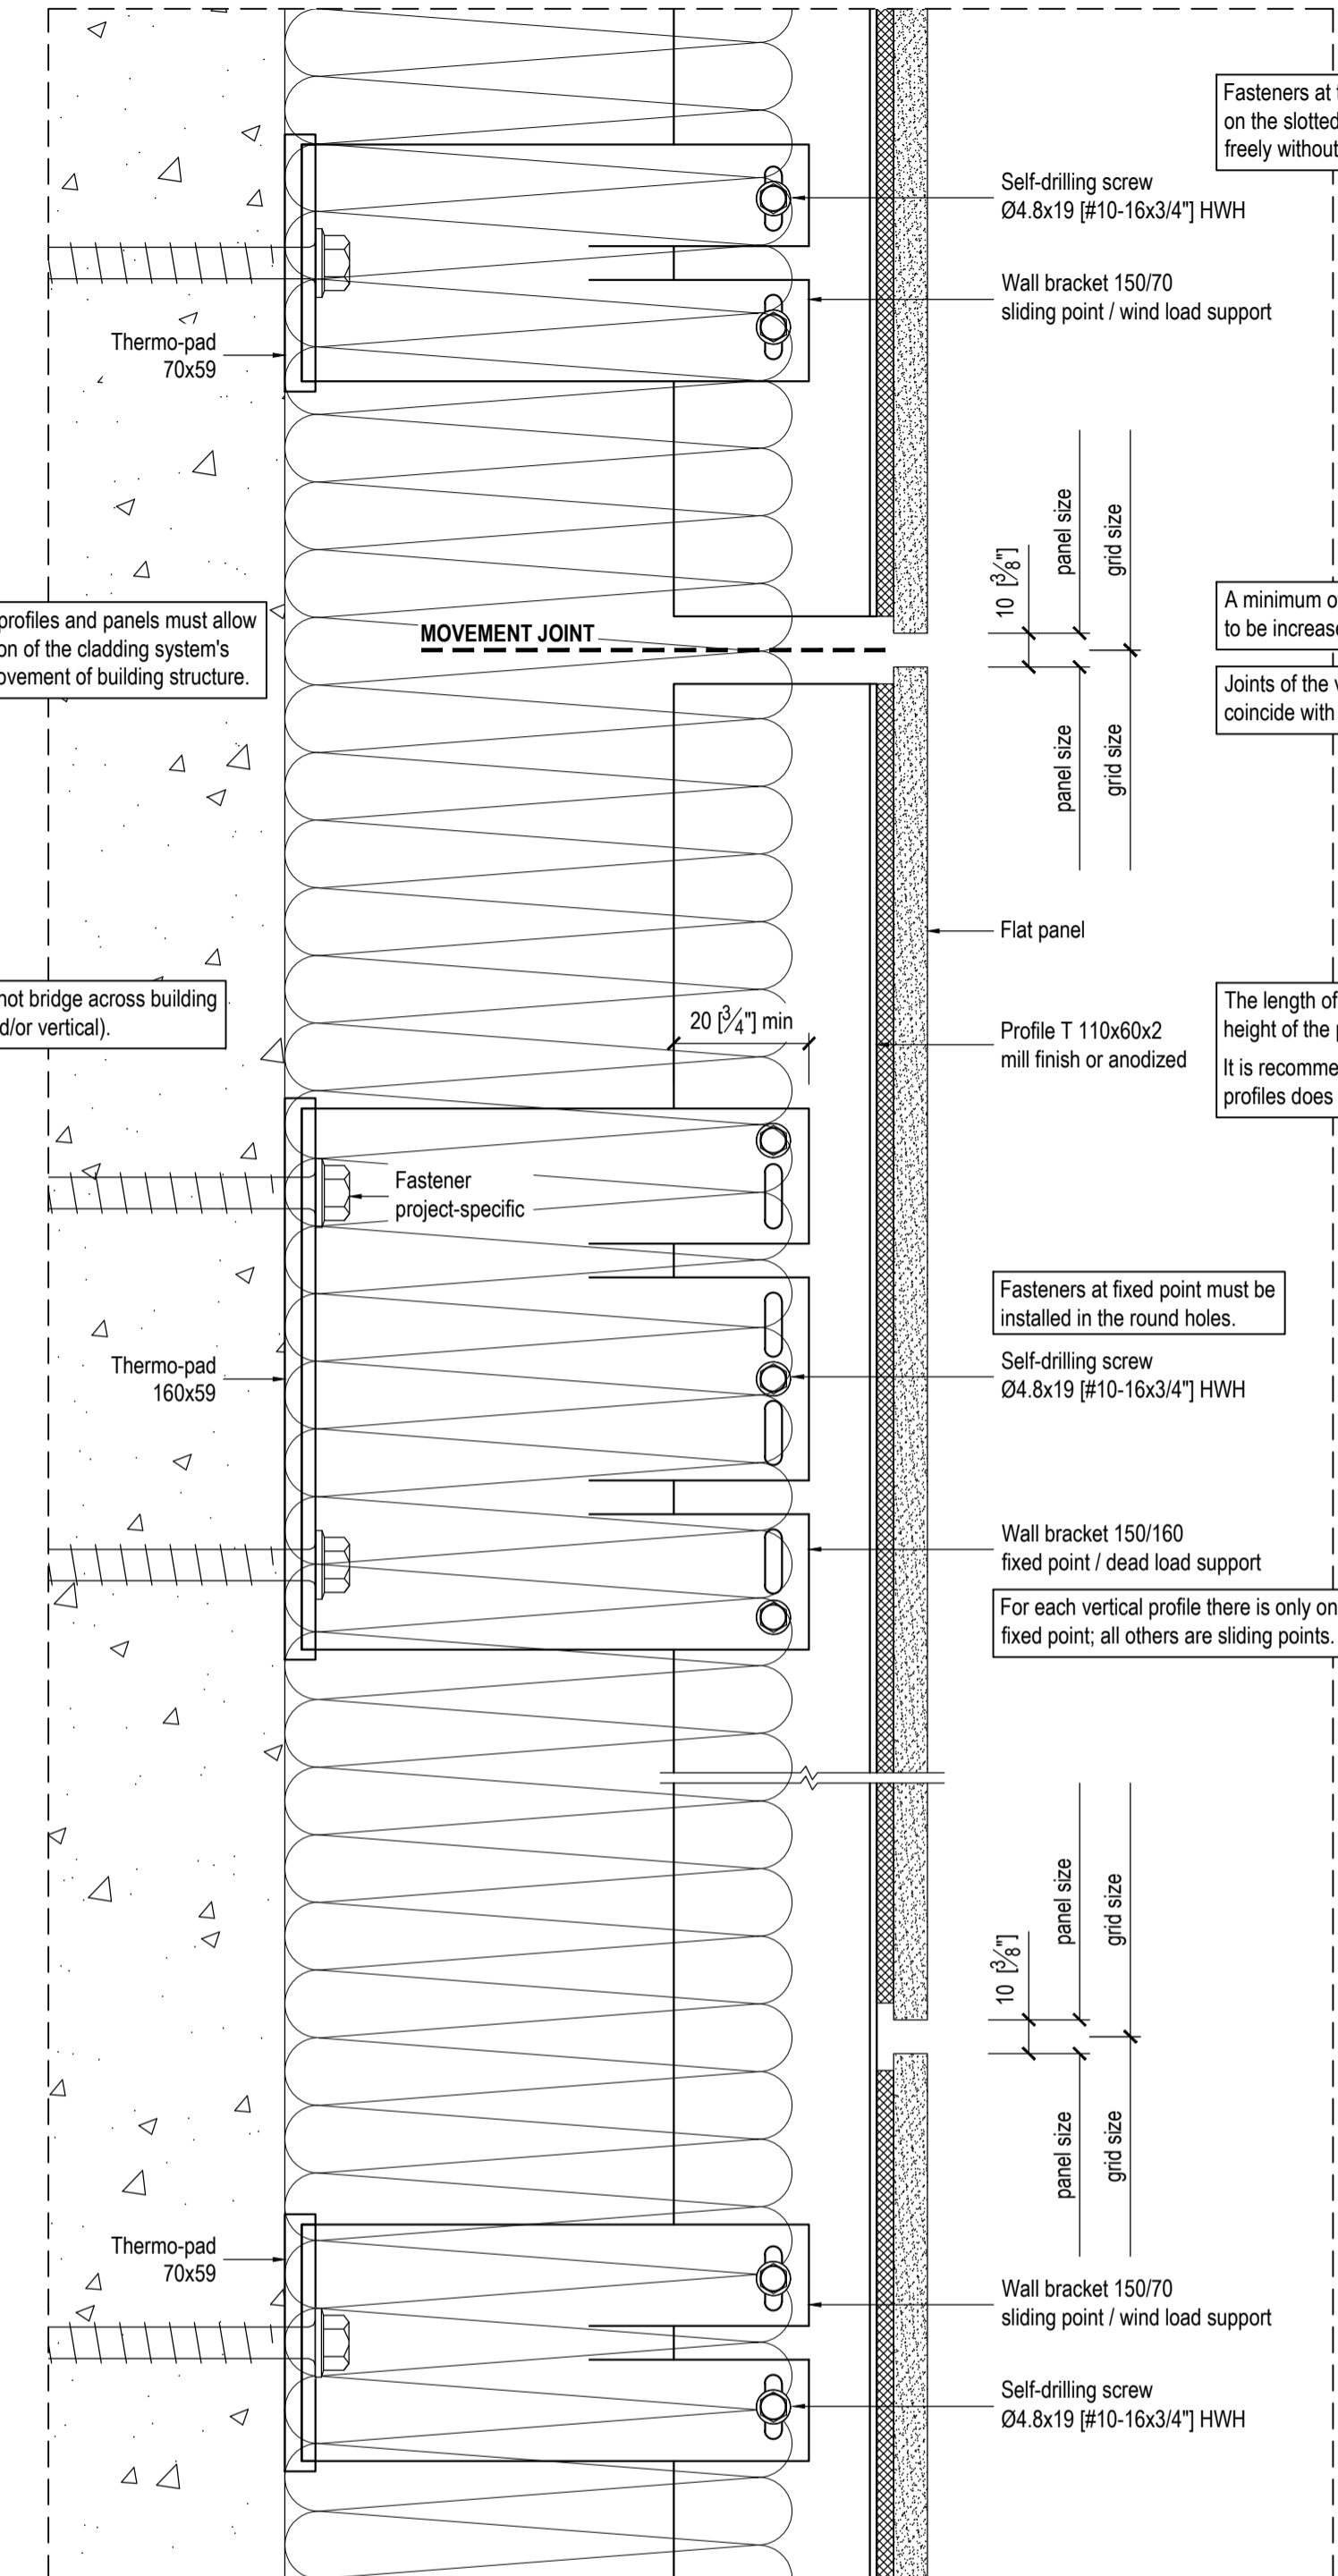 Fasteners at
on the slotted
freely without
Self-drilling screw
Ø4.8x19 [#10-16x3/4"] HWH
Wall bracket 150/70
sliding point / wind load support
Thermo-pad
70x59
panel size
grid size
10 [3/8"]
profiles and panels must allow
of the cladding system's
of building structure.
MOVEMENT JOINT
A minimum
to be
Joints of the
coincide with
panel size
grid size
Flat panel
not bridge across building
vertical).
20 [3/4"] min
Profile T 110x60x2
mill finish or anodized
The length of
height of the
It is
profiles does
Fastener
project-specific
Fasteners at fixed point must be
installed in the round holes.
Thermo-pad
160x59
Self-drilling screw
Ø4.8x19 [#10-16x3/4"] HWH
Wall bracket 150/160
fixed point / dead load support
For each vertical profile there is only
fixed point; all others are sliding points.
panel size
grid size
10 [3/8"]
panel size
grid size
Thermo-pad
70x59
Wall bracket 150/70
sliding point / wind load support
Self-drilling screw
Ø4.8x19 [#10-16x3/4"] HWH